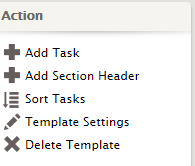 Action
Add Task
Add Section Header
Sort Tasks
Template Settings
Delete Template